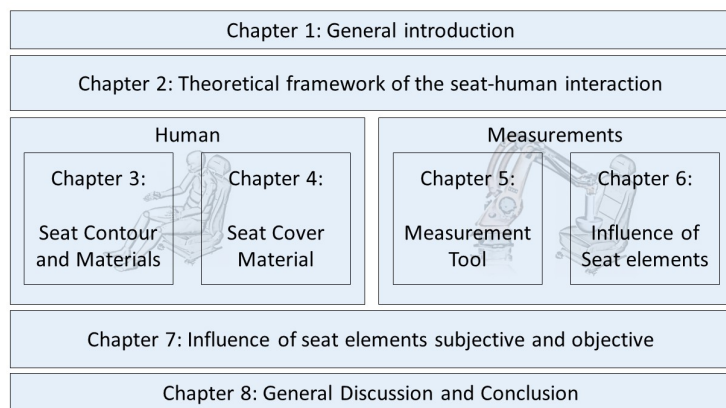 Chapter 1: General introduction
Chapter 2: Theoretical framework of the seat-human interaction
Human
Chapter 3:
Seat Contour
and Materials
Chapter 4:
Seat Cover
Material
Measurements
Chapter 5:
Measurement
Tool
Chapter 6:
Influence of
Seat elements
Chapter 7: Influence of seat elements subjective and objective
Chapter 8: General Discussion and Conclusion